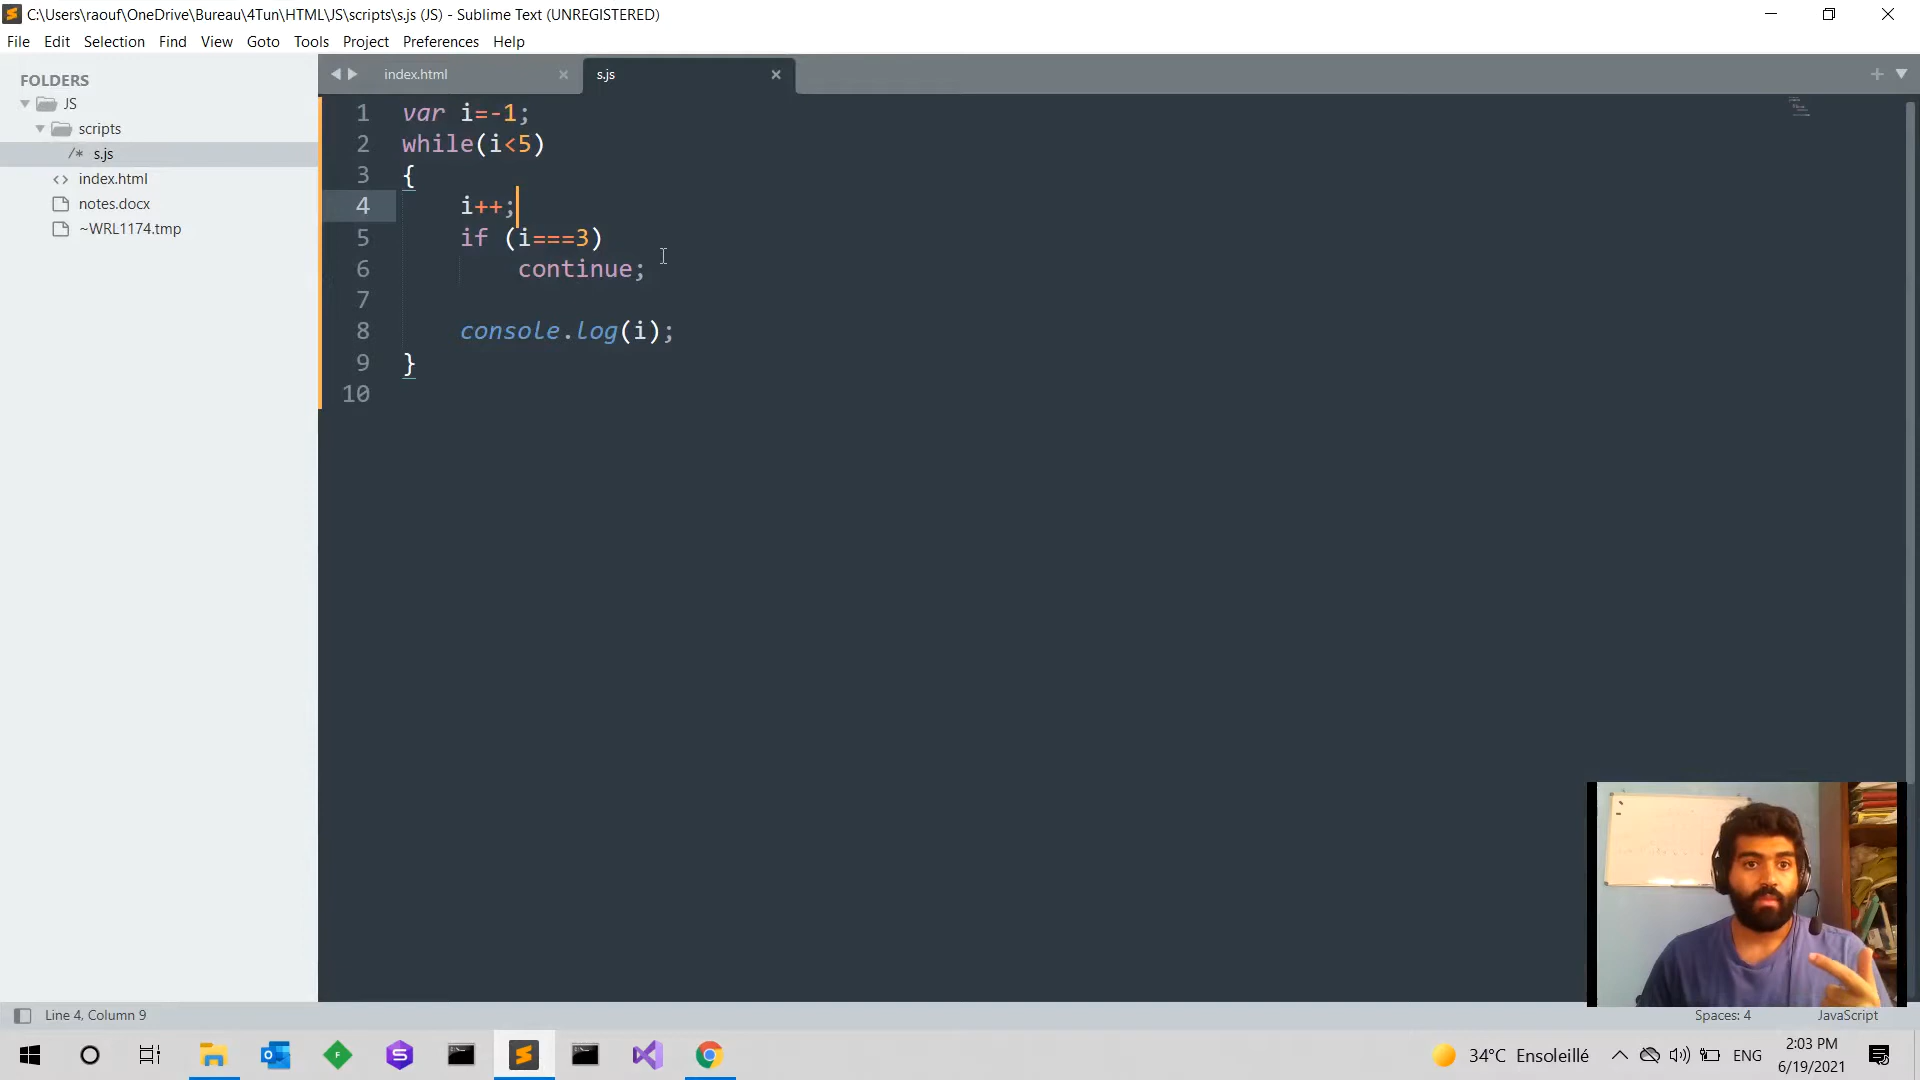 C:\Users\raouf\OneDrive\Bureau\4Tun\HTML\JS\scripts\s.js (JS) - Sublime Text (UNREGISTERED)
File Edit Selection Find View Goto Tools Project Preferences Help
FOLDERS
JS
scripts
/* s.js
<> index.html
notes.docx
~WRL1174.tmp
index.html
s.js
1 var i=-1;
2 while(i<5)
3 {
4 i++;
5 if (i===3)
6 continue;
7
8 console.log(i);
9 }
10
Line 4, Column 9
Spaces: 4
JavaScript
34°C Ensoleillé
ENG
2:03 PM
6/19/2021